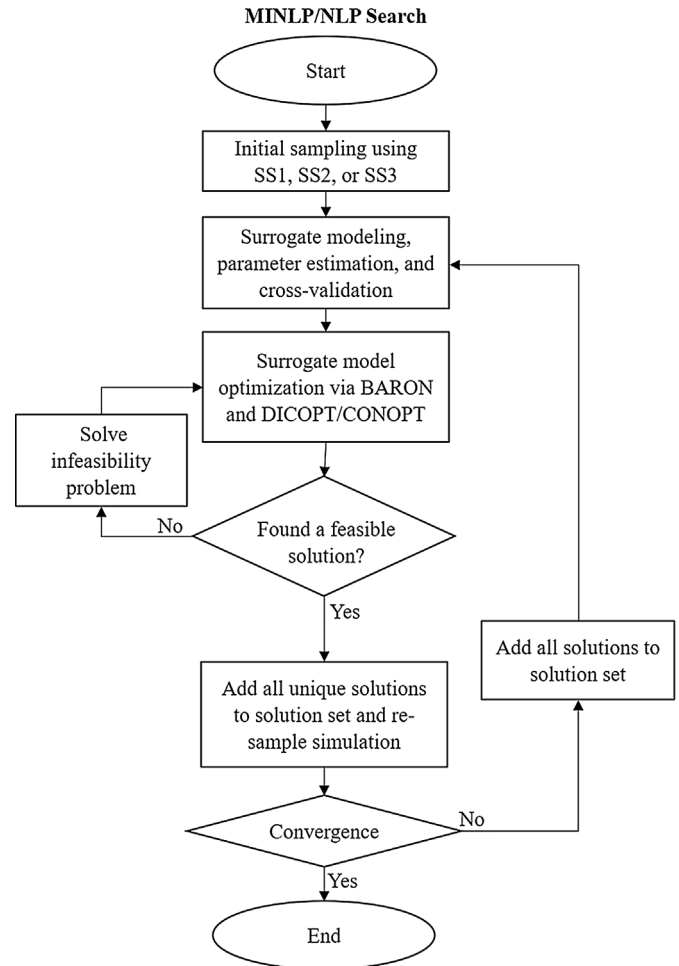 MINLP/NLP Search
Start
Initial sampling using
SS1, SS2, or SS3
Surrogate modeling,
parameter estimation, and
cross-validation
Surrogate model
optimization via BARON
and DICOPT/CONOPT
Solve
infeasibility
problem
No
Found a feasible
solution?
Yes
Add all solutions to
solution set
Add all unique solutions
to solution set and re-
sample simulation
Convergence
No
Yes
End